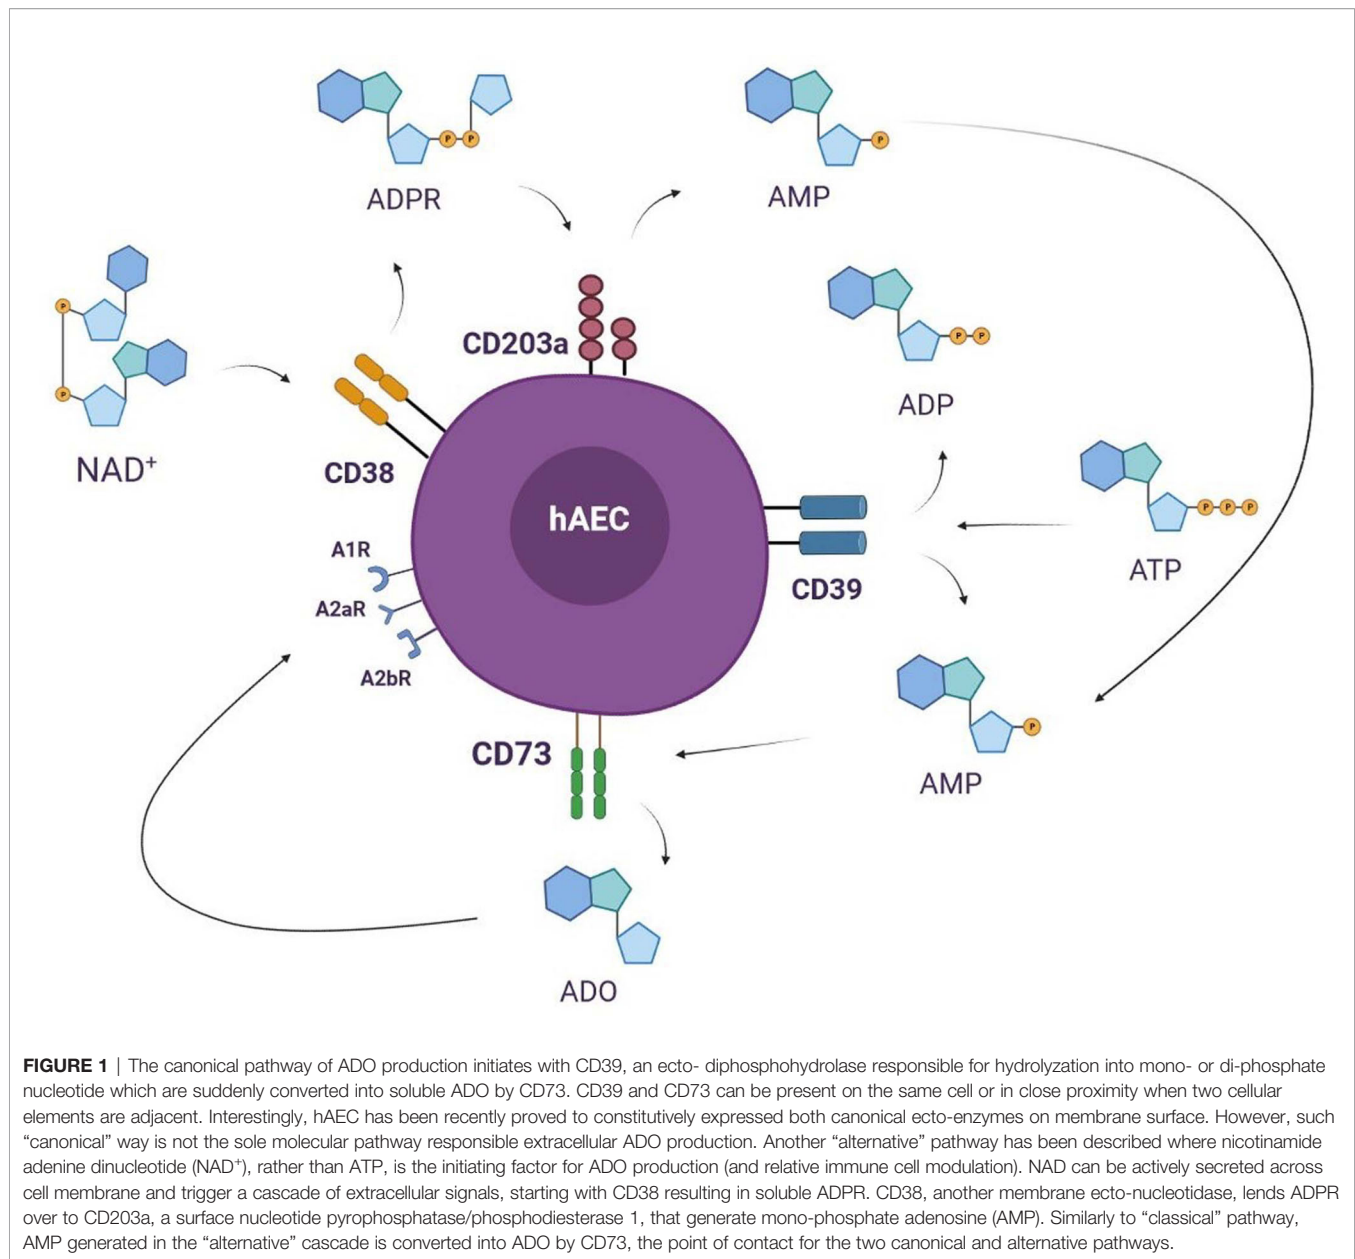 P P
ADPR
P
AMP
P
P
NAD+
CD203a
CD38
P P
ADP
hAEC
A1R
A2aR
A2bR
CD39
P P P
ATP
P
AMP
CD73
ADO
FIGURE 1 | The canonical pathway of ADO production initiates with CD39, an ecto- diphosphohydrolase responsible for hydrolyzation into mono- or di-phosphate
nucleotide which are suddenly converted into soluble ADO by CD73. CD39 and CD73 can be present on the same cell or in close proximity when two cellular
elements are adjacent. Interestingly, hAEC has been recently proved to constitutively expressed both canonical ecto-enzymes on membrane surface. However, such
“canonical” way is not the sole molecular pathway responsible extracellular ADO production. Another “alternative” pathway has been described where nicotinamide
adenine dinucleotide (NAD+), rather than ATP, is the initiating factor for ADO production (and relative immune cell modulation). NAD can be actively secreted across
cell membrane and trigger a cascade of extracellular signals, starting with CD38 resulting in soluble ADPR. CD38, another membrane ecto-nucleotidase, lends ADPR
over to CD203a, a surface nucleotide pyrophosphatase/phosphodiesterase 1, that generate mono-phosphate adenosine (AMP). Similarly to “classical” pathway,
AMP generated in the “alternative” cascade is converted into ADO by CD73, the point of contact for the two canonical and alternative pathways.